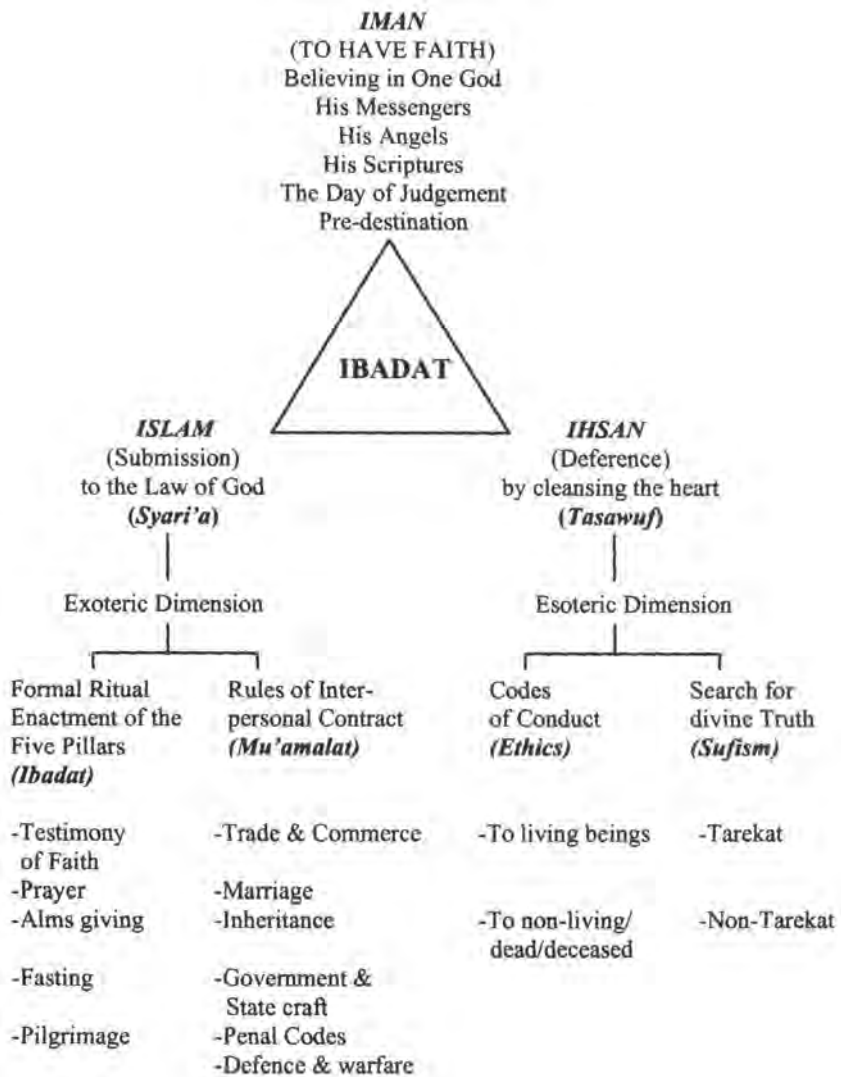 IMAN
(TO HAVE FAITH)
Believing in One God
His Messengers
His Angels
His Scriptures
The Day of Judgement
Pre-destination
IBADAT
ISLAM
(Submission)
to the Law of God
(Syari'a)
IHSAN
(Deference)
by cleansing the heart
(Tasawuf)
Exoteric Dimension
Esoteric Dimension
Formal Ritual
Enactment of the
Five Pillars
(Ibadat)
Rules of Inter-
personal Contract
(Mu'amalat)
Codes
of Conduct
(Ethics)
Search for
divine Truth
(Sufism)
-Testimony
of Faith
-Prayer
-Alms giving
-Fasting
-Pilgrimage
-Trade & Commerce
-Marriage
-Inheritance
-Government &
State craft
-Penal Codes
-Defence & warfare
-To living beings
-To non-living/
dead/deceased
-Tarekat
-Non-Tarekat